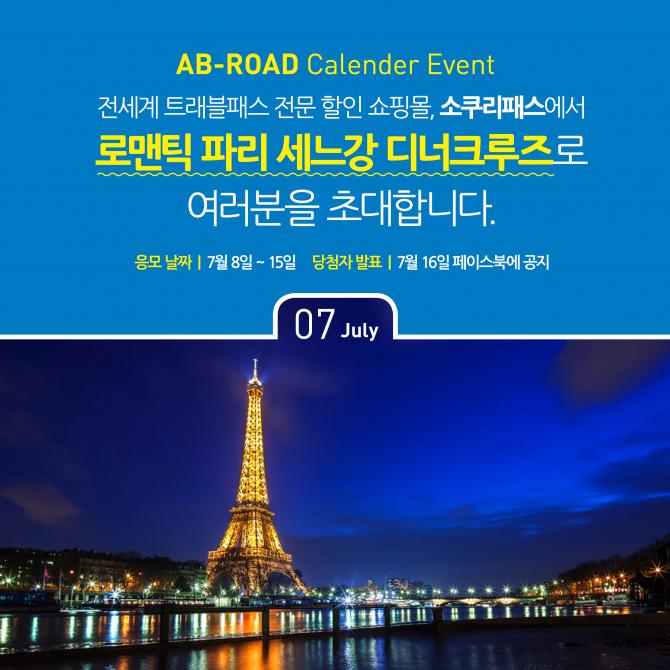 AB-ROAD Calender Event
전세계 트래블패스 전문 할인 쇼핑몰, 소쿠리패스에서
로맨틱 파리 세느강 디너크루즈로
여러분을 초대합니다.
응모 날짜 | 7월 8일 ~ 15일 당첨자 발표 | 7월 16일 페이스북에 공지
07 July